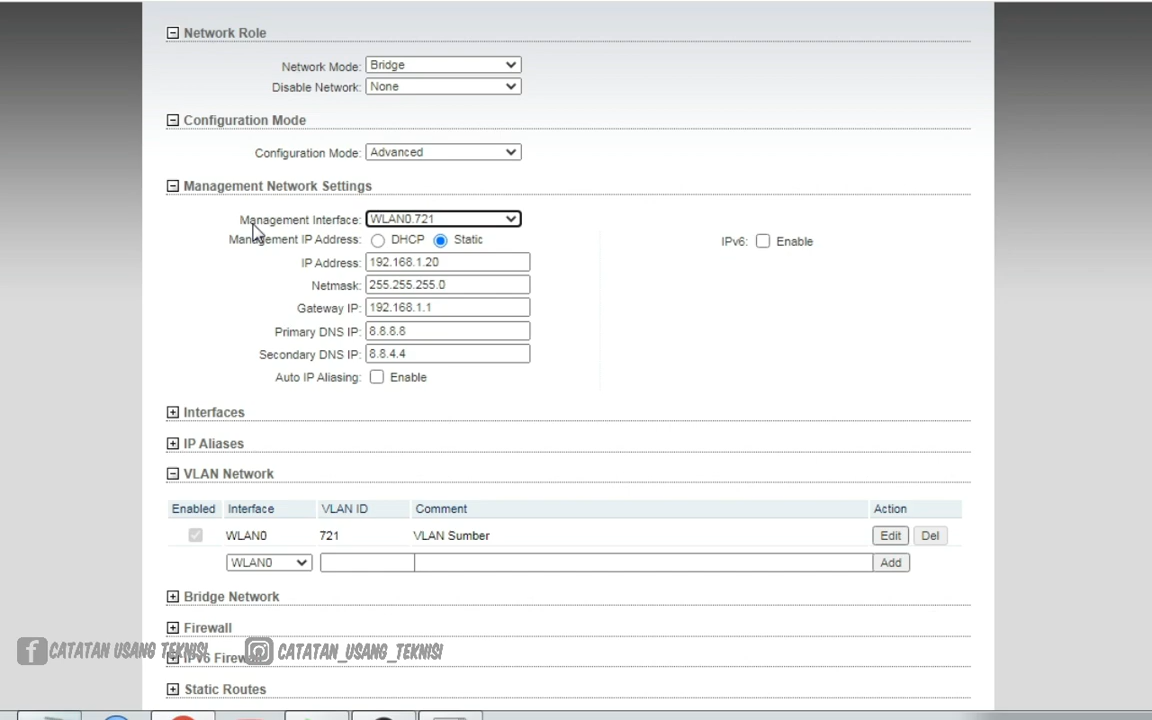 Network Role
Network Mode: Bridge
Disable Network: None
Configuration Mode
Configuration Mode: Advanced
Management Network Settings
Management Interface: WLAN0.721
Management IP Address: DHCP Static
IPv6: Enable
IP Address: 192.168.1.20
Netmask: 255.255.255.0
Gateway IP: 192.168.1.1
Primary DNS IP: 8.8.8.8
Secondary DNS IP: 8.8.4.4
Auto IP Aliasing: Enable
Interfaces
IP Aliases
VLAN Network
Enabled Interface VLAN ID Comment Action
WLAN0 721 VLAN Sumber Edit Del
WLAN0 Add
Bridge Network
Firewall
CATATAN USANG TEKNISI CATATAN_USANG_TEKNISI
IPv6 Firewall
Static Routes